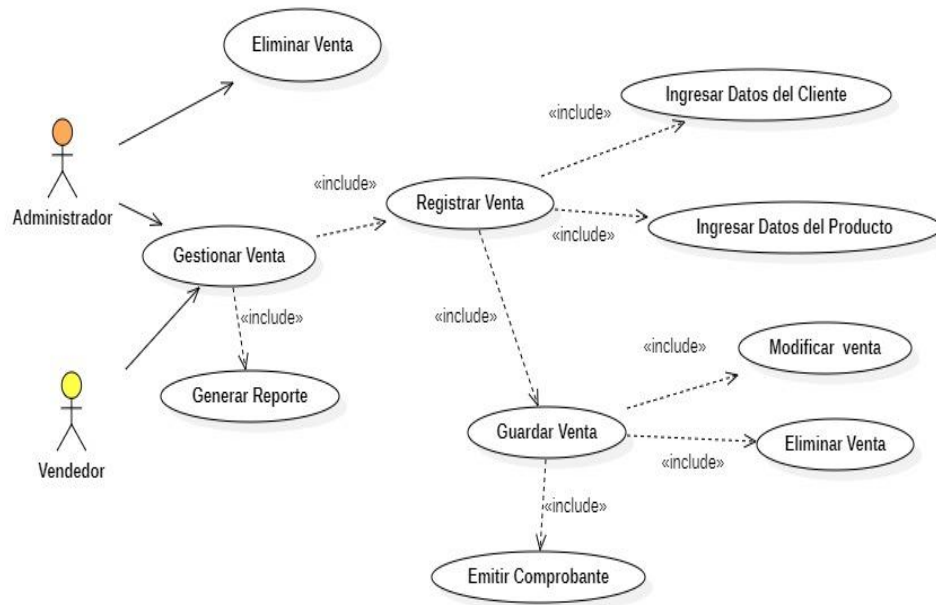 Eliminar Venta
Ingresar Datos del Cliente
«include»
Administrador
«include»
Registrar Venta
«include»
Ingresar Datos del Producto
Gestionar Venta
«include»
«include»
«include»
Modificar venta
Generar Reporte
Guardar Venta
Eliminar Venta
«include»
Vendedor
«include»
Emitir Comprobante